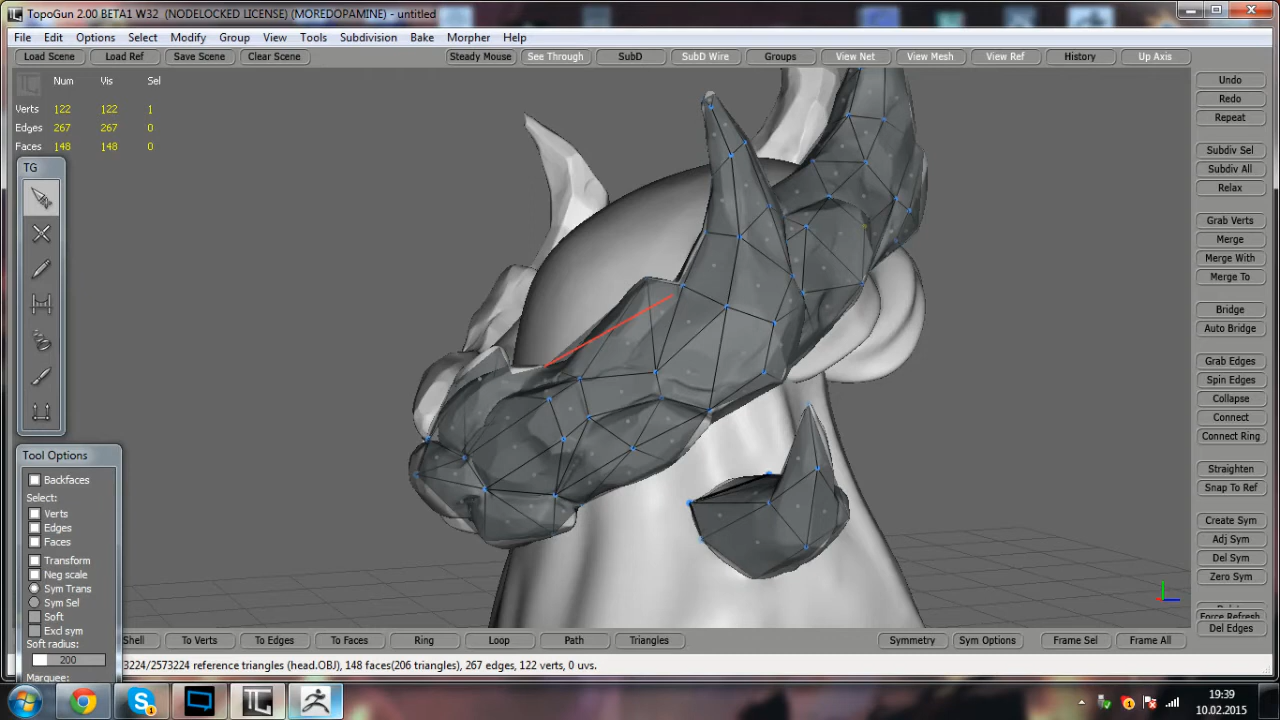 TopoGun 2.00 BETA1 W32 (NODELOCKED LICENSE) (MOREDOPAMINE) - untitled
File Edit Options Select Modify Group View Tools Subdivision Bake Morpher Help
Load Scene Load Ref Save Scene Clear Scene Steady Mouse See Through SubD SubD Wire Groups View Net View Mesh View Ref History Up Axis
Num Vis Sel
Verts 122 122 1
Edges 267 267 0
Faces 148 148 0
TG
Undo
Redo
Repeat
Subdiv Sel
Subdiv All
Relax
Grab Verts
Merge
Merge With
Merge To
Bridge
Auto Bridge
Grab Edges
Spin Edges
Collapse
Connect
Connect Ring
Straighten
Snap To Ref
Create Sym
Adj Sym
Del Sym
Zero Sym
Force Refresh
Del Edges
Tool Options
Backfaces
Select:
Verts
Edges
Faces
Transform
Neg scale
Sym Trans
Sym Sel
Soft
Excl sym
Soft radius:
200
Marquee:
Shell To Verts To Edges To Faces Ring Loop Path Triangles Symmetry Sym Options Frame Sel Frame All
3224/2573224 reference triangles (head.OBJ), 148 faces(206 triangles), 267 edges, 122 verts, 0 uvs.
19:39
10.02.2015